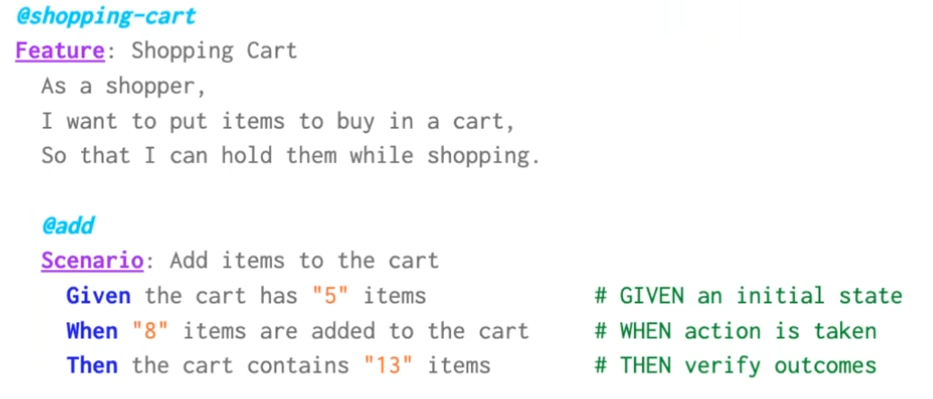 @shopping-cart
Feature: Shopping Cart
As a shopper,
I want to put items to buy in a cart,
So that I can hold them while shopping.
@add
Scenario: Add items to the cart
Given the cart has "5" items # GIVEN an initial state
When "8" items are added to the cart # WHEN action is taken
Then the cart contains "13" items # THEN verify outcomes